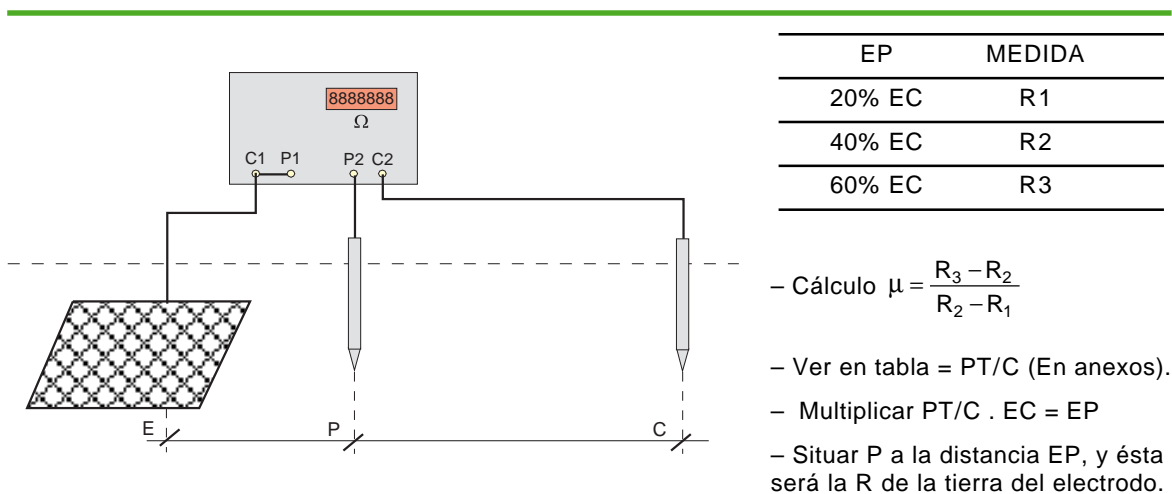 8888888
Ω
C1 P1 P2 C2
E P C
EP MEDIDA
20% EC R1
40% EC R2
60% EC R3
– Cálculo μ = R3 – R2 / R2 – R1
– Ver en tabla = PT/C (En anexos).
– Multiplicar PT/C . EC = EP
– Situar P a la distancia EP, y ésta
será la R de la tierra del electrodo.